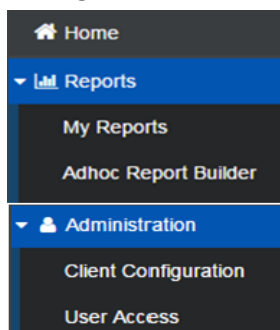 Home
Reports
My Reports
Adhoc Report Builder
Administration
Client Configuration
User Access